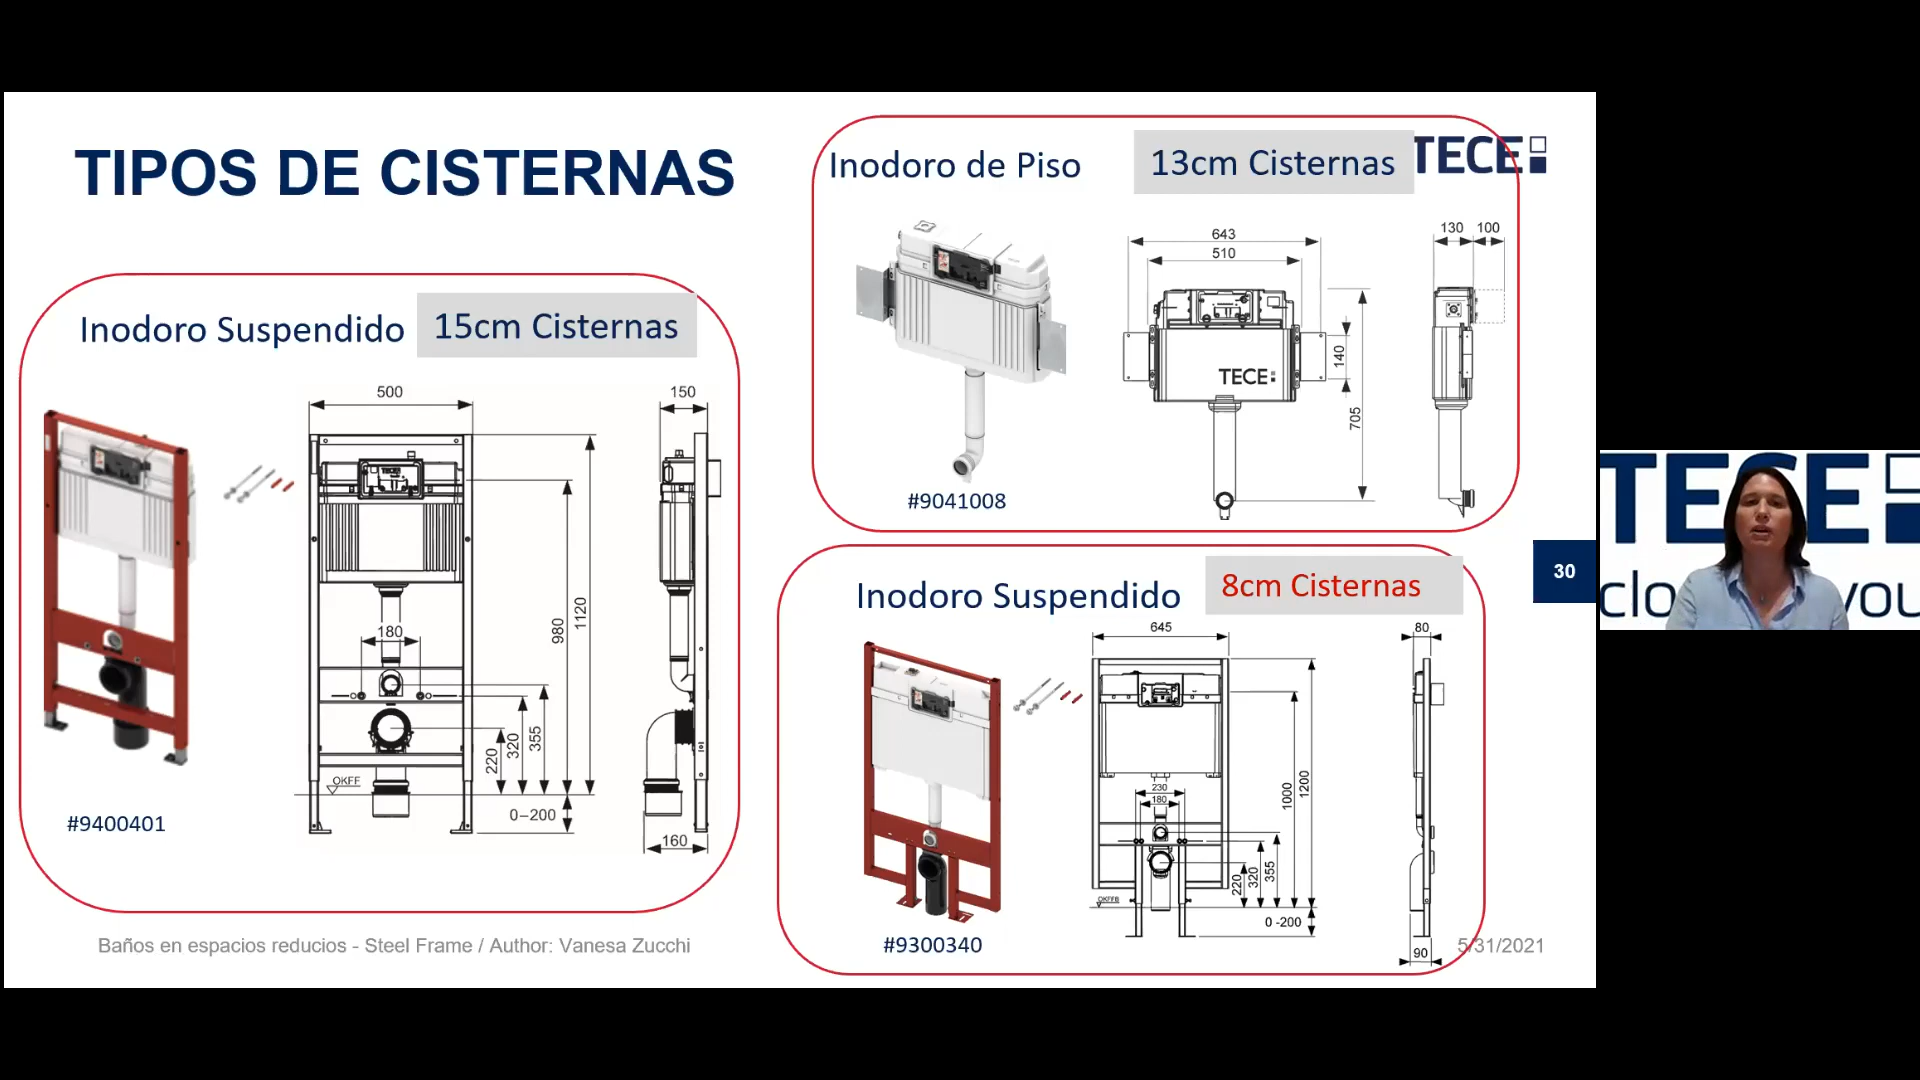 TIPOS DE CISTERNAS
Inodoro de Piso
13cm Cisternas
TECE
643
510
130
100
140
705
TECE
#9041008
Inodoro Suspendido
15cm Cisternas
500
150
180
980
1120
220
320
355
OKFF
0–200
160
#9400401
Inodoro Suspendido
8cm Cisternas
645
80
230
180
1000
1200
220
320
355
0 -200
90
#9300340
30
Baños en espacios reducios - Steel Frame / Author: Vanesa Zucchi
5/31/2021
TECE
clo
you